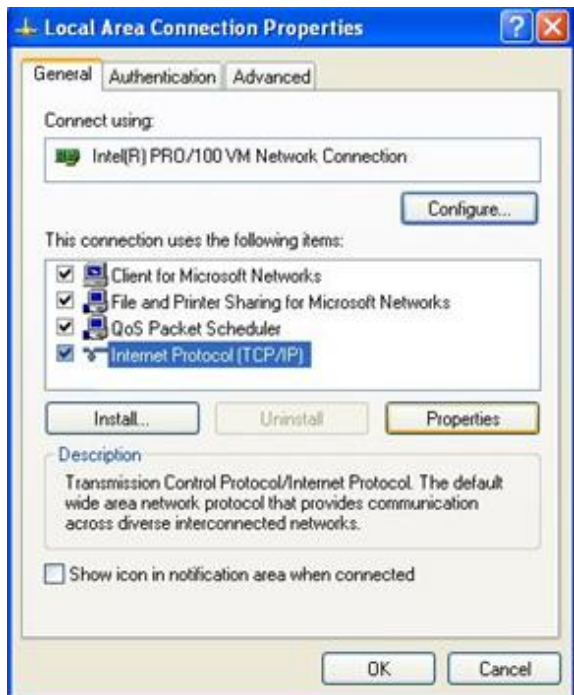 Local Area Connection Properties
General Authentication Advanced
Connect using:
Intel(R) PRO/100 VM Network Connection
Configure...
This connection uses the following items:
Client for Microsoft Networks
File and Printer Sharing for Microsoft Networks
QoS Packet Scheduler
Internet Protocol (TCP/IP)
Install... Uninstall Properties
Description
Transmission Control Protocol/Internet Protocol. The default
wide area network protocol that provides communication
across diverse interconnected networks.
Show icon in notification area when connected
OK Cancel